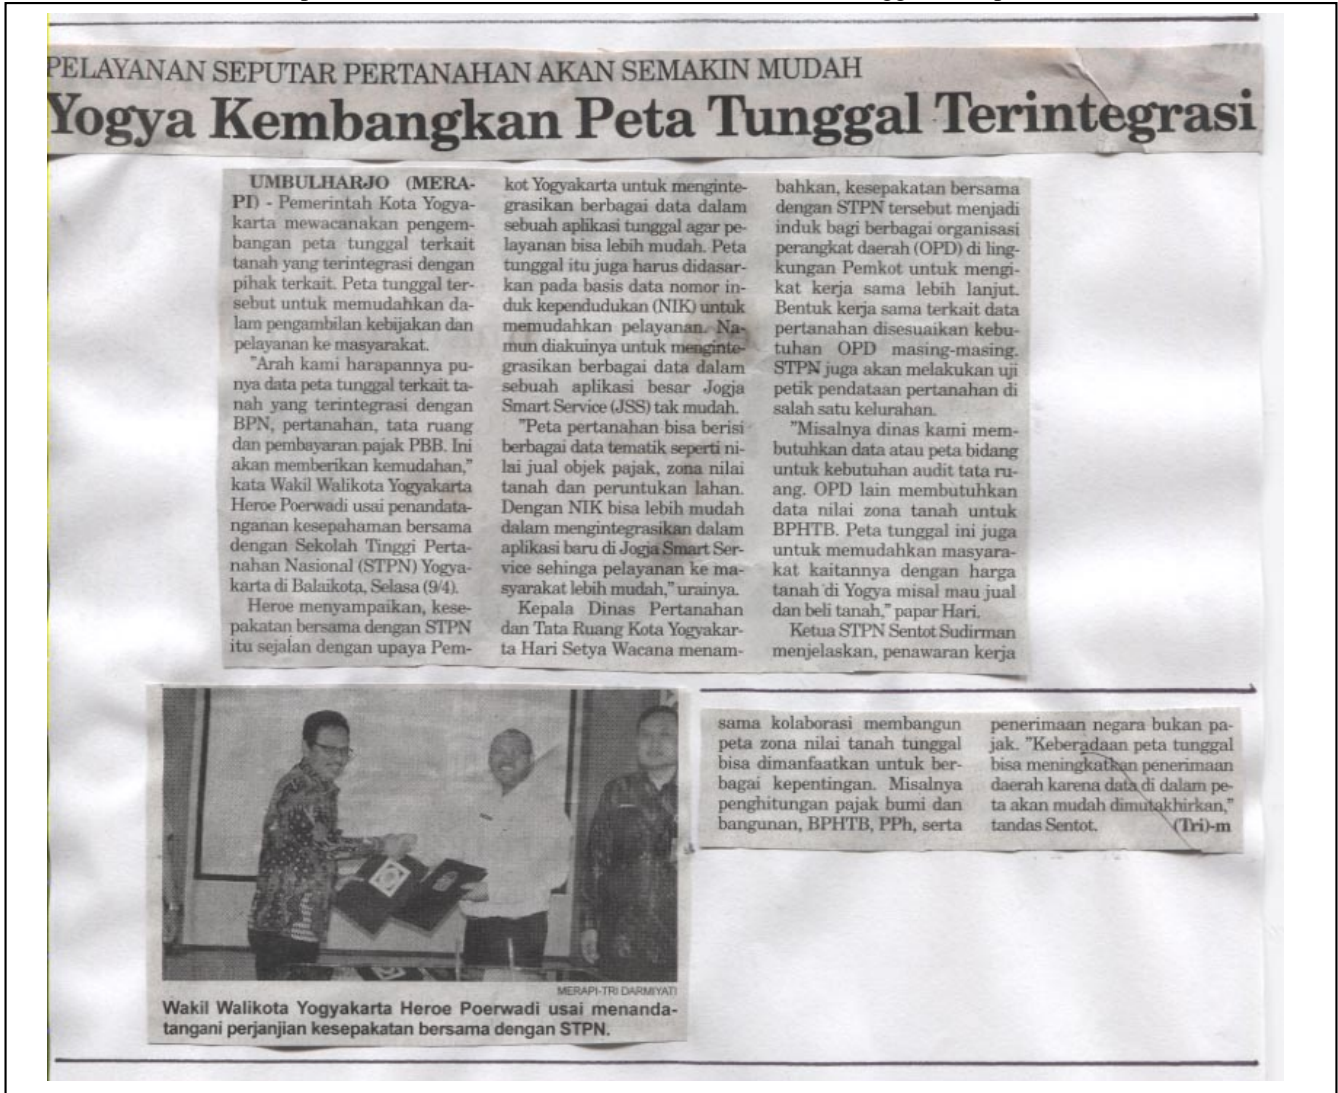 PELAYANAN SEPUTAR PERTANAHAN AKAN SEMAKIN MUDAH
Yogya Kembangkan Peta Tunggal Terintegrasi
UMBULHARJO (MERA-
PI) - Pemerintah Kota Yogya-
karta mewacanakan pengem-
bangan peta tunggal terkait
tanah yang terintegrasi dengan
pihak terkait. Peta tunggal ter-
sebut untuk memudahkan da-
lam pengambilan kebijakan dan
pelayanan ke masyarakat.
"Arah kami harapannya pu-
nya data peta tunggal terkait ta-
nah yang terintegrasi dengan
BPN, pertanahan, tata ruang
dan pembayaran pajak PBB. Ini
akan memberikan kemudahan,"
kata Wakil Walikota Yogyakarta
Heroe Poerwadi usai penandata-
nganan kesepahaman bersama
dengan Sekolah Tinggi Perta-
nahan Nasional (STPN) Yogya-
karta di Balaikota, Selasa (9/4).
Heroe menyampaikan, kese-
pakatan bersama dengan STPN
itu sejalan dengan upaya Pem-
kot Yogyakarta untuk menginte-
grasikan berbagai data dalam
sebuah aplikasi tunggal agar pe-
layanan bisa lebih mudah. Peta
tunggal itu juga harus didasar-
kan pada basis data nomor in-
duk kependudukan (NIK) untuk
memudahkan pelayanan. Na-
mun diakuinya untuk menginte-
grasikan berbagai data dalam
sebuah aplikasi besar Jogja
Smart Service (JSS) tak mudah.
"Peta pertanahan bisa berisi
berbagai data tematik seperti ni-
lai jual objek pajak, zona nilai
tanah dan peruntukan lahan.
Dengan NIK bisa lebih mudah
dalam mengintegrasikan dalam
aplikasi baru di Jogja Smart Ser-
vice sehinga pelayanan ke ma-
syarakat lebih mudah," urainya.
Kepala Dinas Pertanahan
dan Tata Ruang Kota Yogyakar-
ta Hari Setya Wacana menam-
bahkan, kesepakatan bersama
dengan STPN tersebut menjadi
induk bagi berbagai organisasi
perangkat daerah (OPD) di ling-
kungan Pemkot untuk mengi-
kat kerja sama lebih lanjut.
Bentuk kerja sama terkait data
pertanahan disesuaikan kebu-
tuhan OPD masing-masing.
STPN juga akan melakukan uji
petik pendataan pertanahan di
salah satu kelurahan.
"Misalnya dinas kami mem-
butuhkan data atau peta bidang
untuk kebutuhan audit tata ru-
ang. OPD lain membutuhkan
data nilai zona tanah untuk
BPHTB. Peta tunggal ini juga
untuk memudahkan masyara-
kat kaitannya dengan harga
tanah di Yogya misal mau jual
dan beli tanah," papar Hari.
Ketua STPN Sentot Sudirman
menjelaskan, penawaran kerja
sama kolaborasi membangun
peta zona nilai tanah tunggal
bisa dimanfaatkan untuk ber-
bagai kepentingan. Misalnya
penghitungan pajak bumi dan
bangunan, BPHTB, PPh, serta
penerimaan negara bukan pa-
jak. "Keberadaan peta tunggal
bisa meningkatkan penerimaan
daerah karena data di dalam pe-
ta akan mudah dimutakhirkan,"
tandas Sentot. (Tri)-m
MERAPI-TRI DARMIYATI
Wakil Walikota Yogyakarta Heroe Poerwadi usai menanda-
tangani perjanjian kesepakatan bersama dengan STPN.